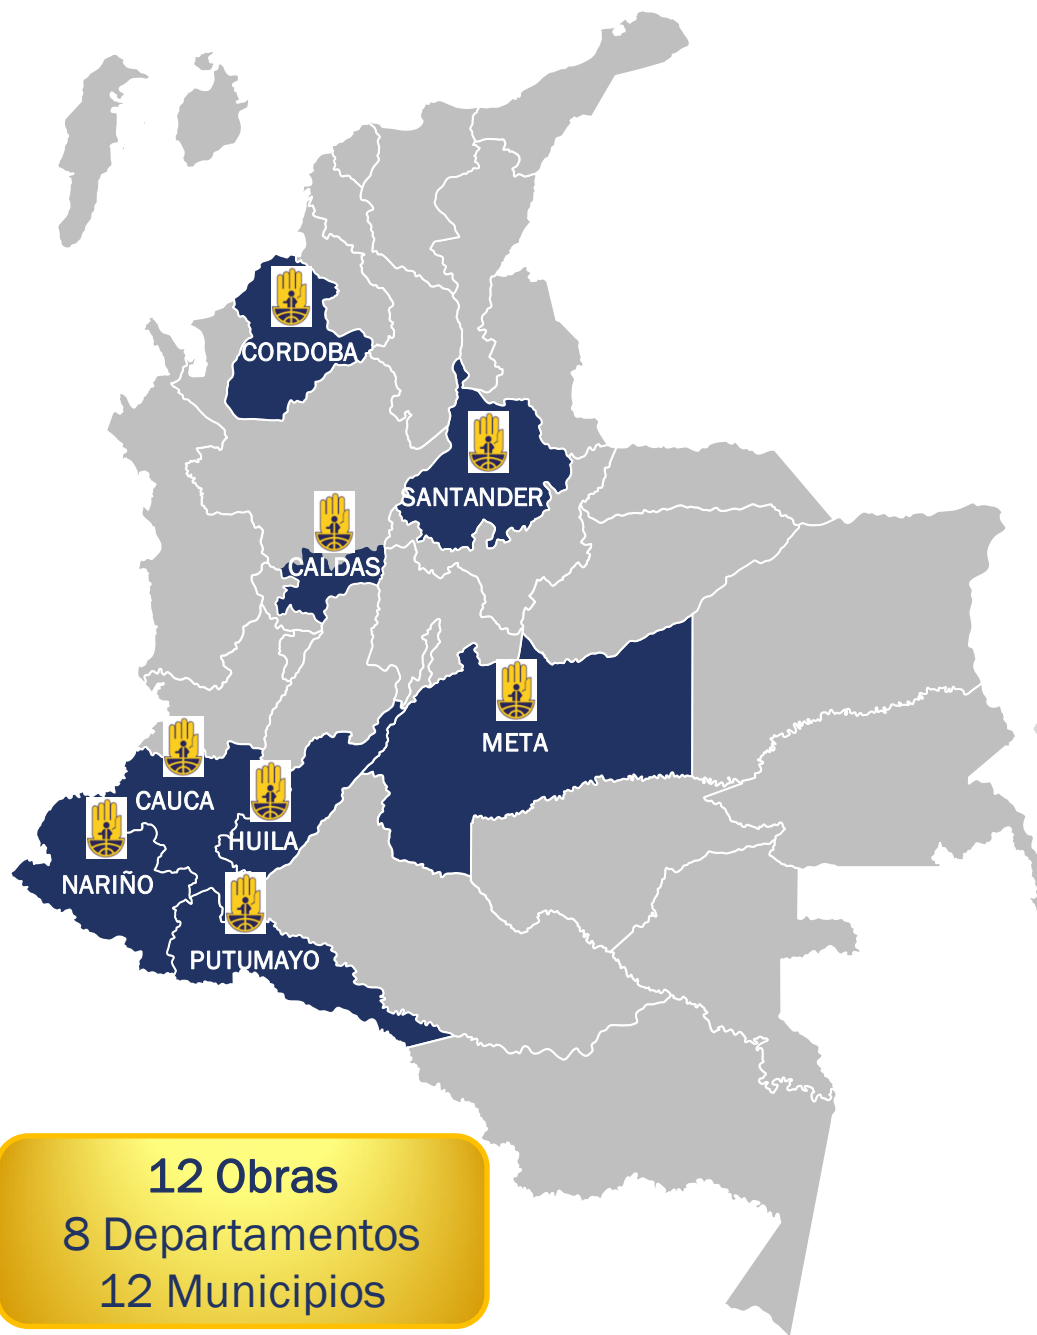 CORDOBA
SANTANDER
CALDAS
META
CAUCA
HUILA
NARIÑO
PUTUMAYO
12 Obras
8 Departamentos
12 Municipios